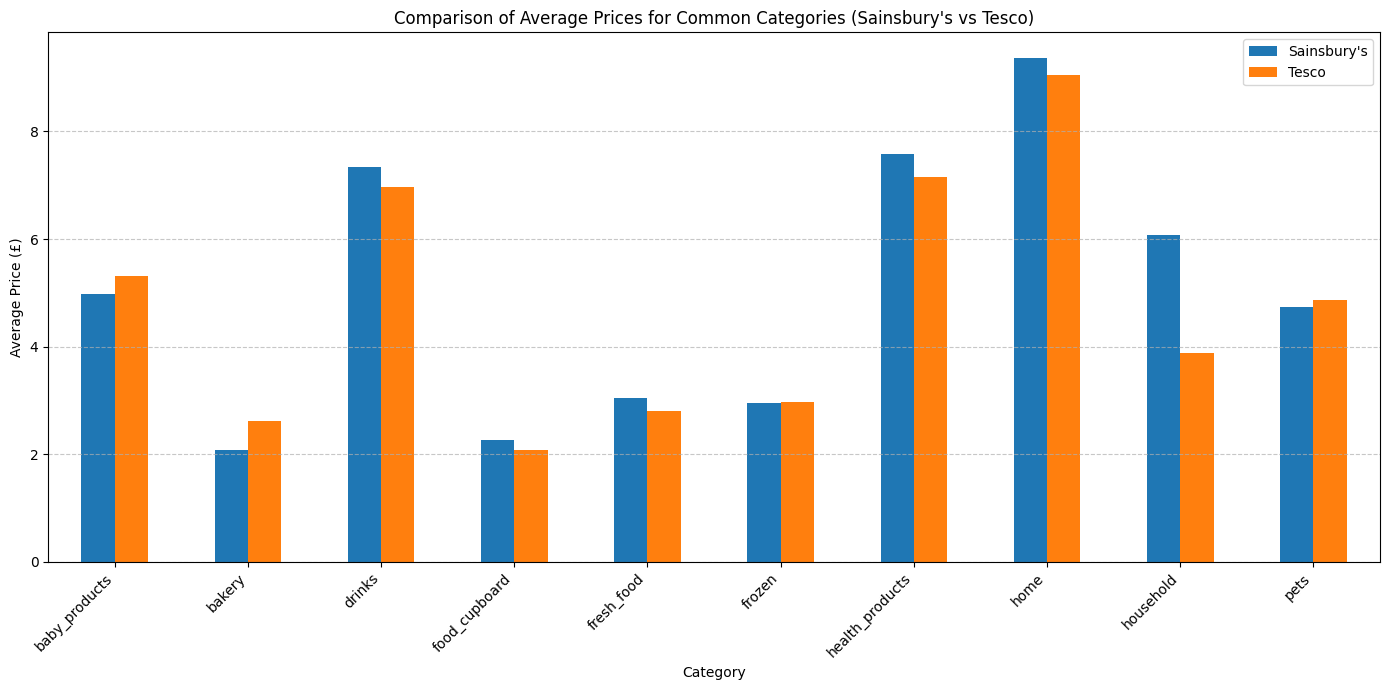 Comparison of Average Prices for Common Categories (Sainsbury's vs Tesco)
Sainsbury's
Tesco
Average Price (£)
8
6
4
2
0
baby_products
bakery
drinks
food_cupboard
fresh_food
frozen
health_products
home
household
pets
Category